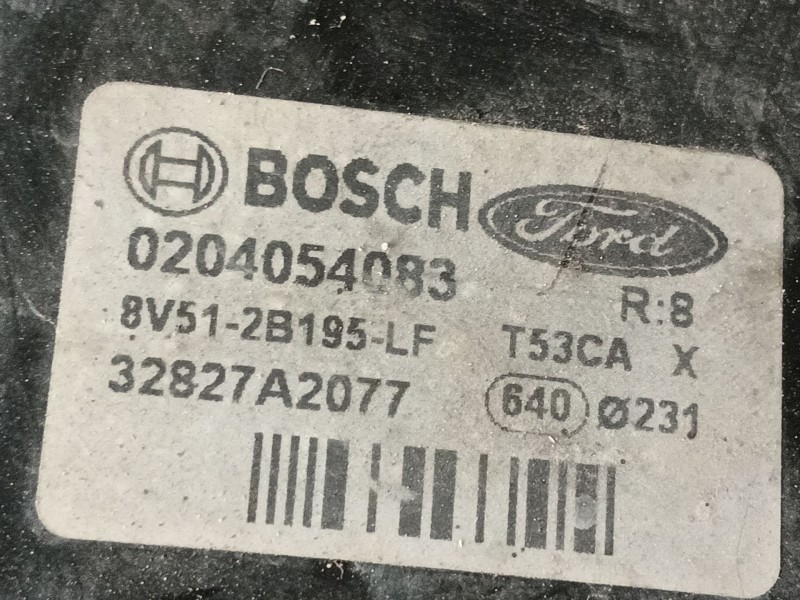 BOSCH Ford
0204054083 R:8
8V51-2B195-LF T53CA X
32827A2077 640 Ø231